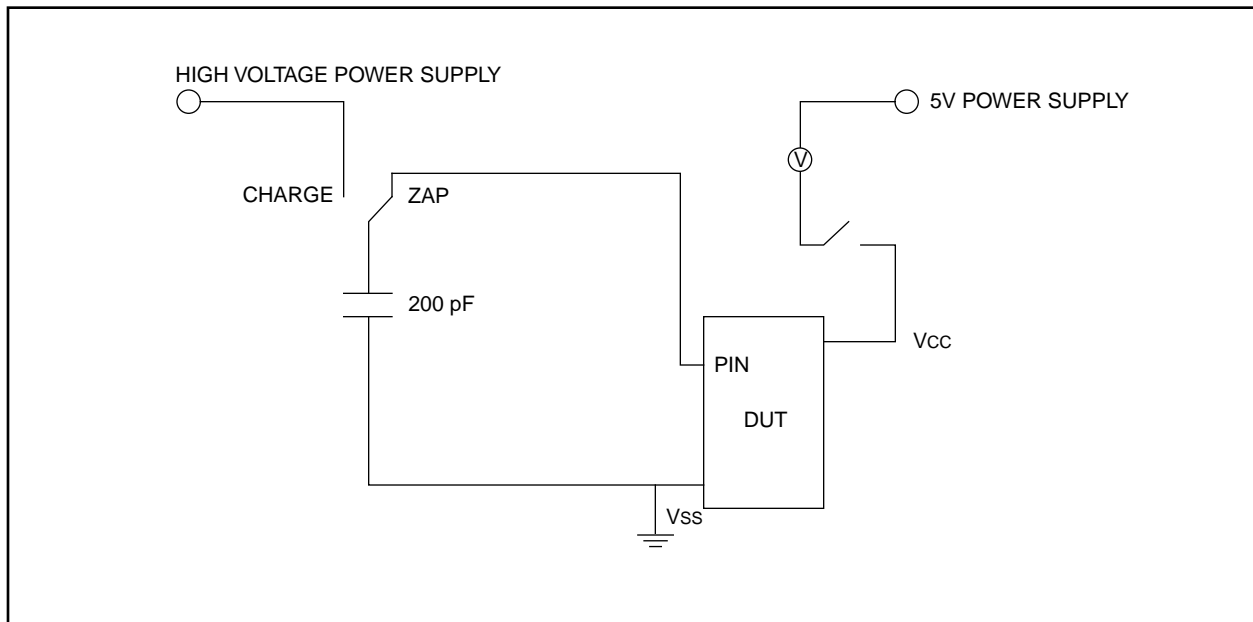 HIGH VOLTAGE POWER SUPPLY
5V POWER SUPPLY
V
CHARGE
ZAP
200 pF
VCC
PIN
DUT
VSS